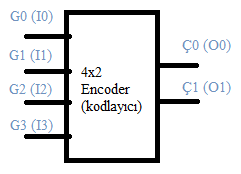 G0 (I0)
G1 (I1)
G2 (I2)
G3 (I3)
4x2
Encoder
(kodlayıcı)
Ç0 (O0)
Ç1 (O1)